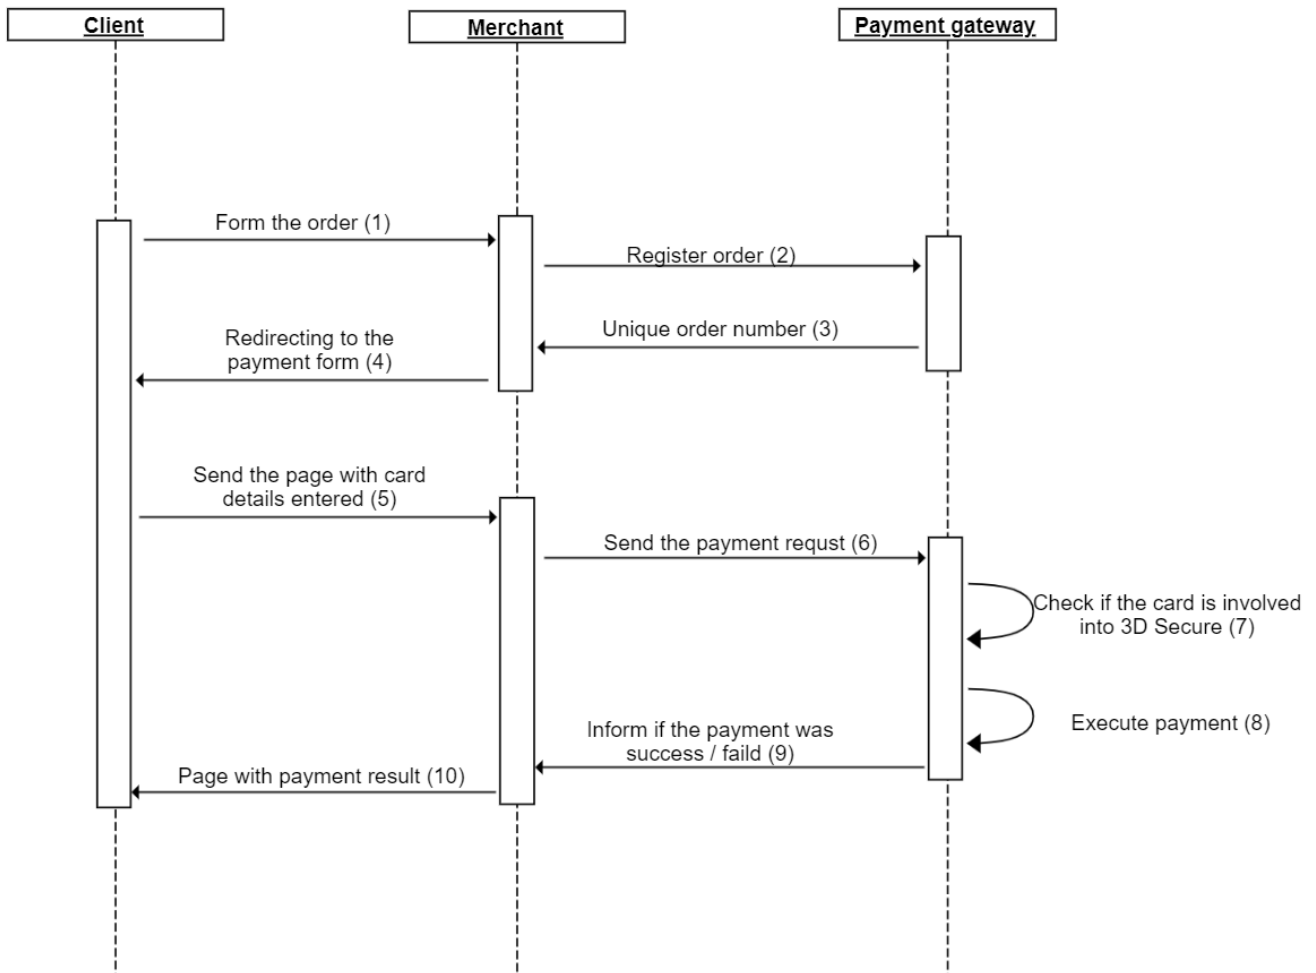 Client
Merchant
Payment gateway
Form the order (1)
Register order (2)
Unique order number (3)
Redirecting to the
payment form (4)
Send the page with card
details entered (5)
Send the payment requst (6)
Check if the card is involved
into 3D Secure (7)
Execute payment (8)
Inform if the payment was
success / faild (9)
Page with payment result (10)